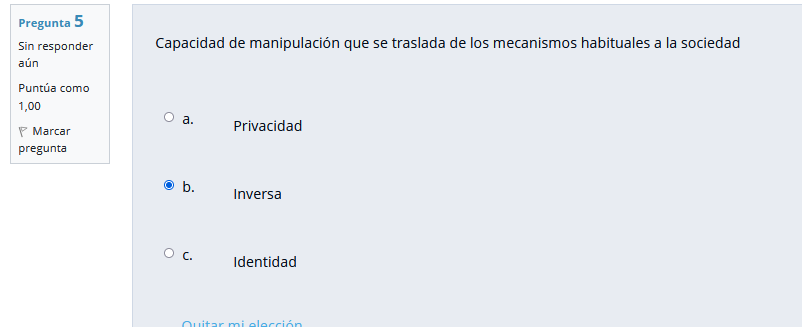 Pregunta 5
Sin responder
aún
Puntúa como
1,00
Marcar
pregunta
Capacidad de manipulación que se traslada de los mecanismos habituales a la sociedad
a. Privacidad
b. Inversa
c. Identidad
Quitar mi elección